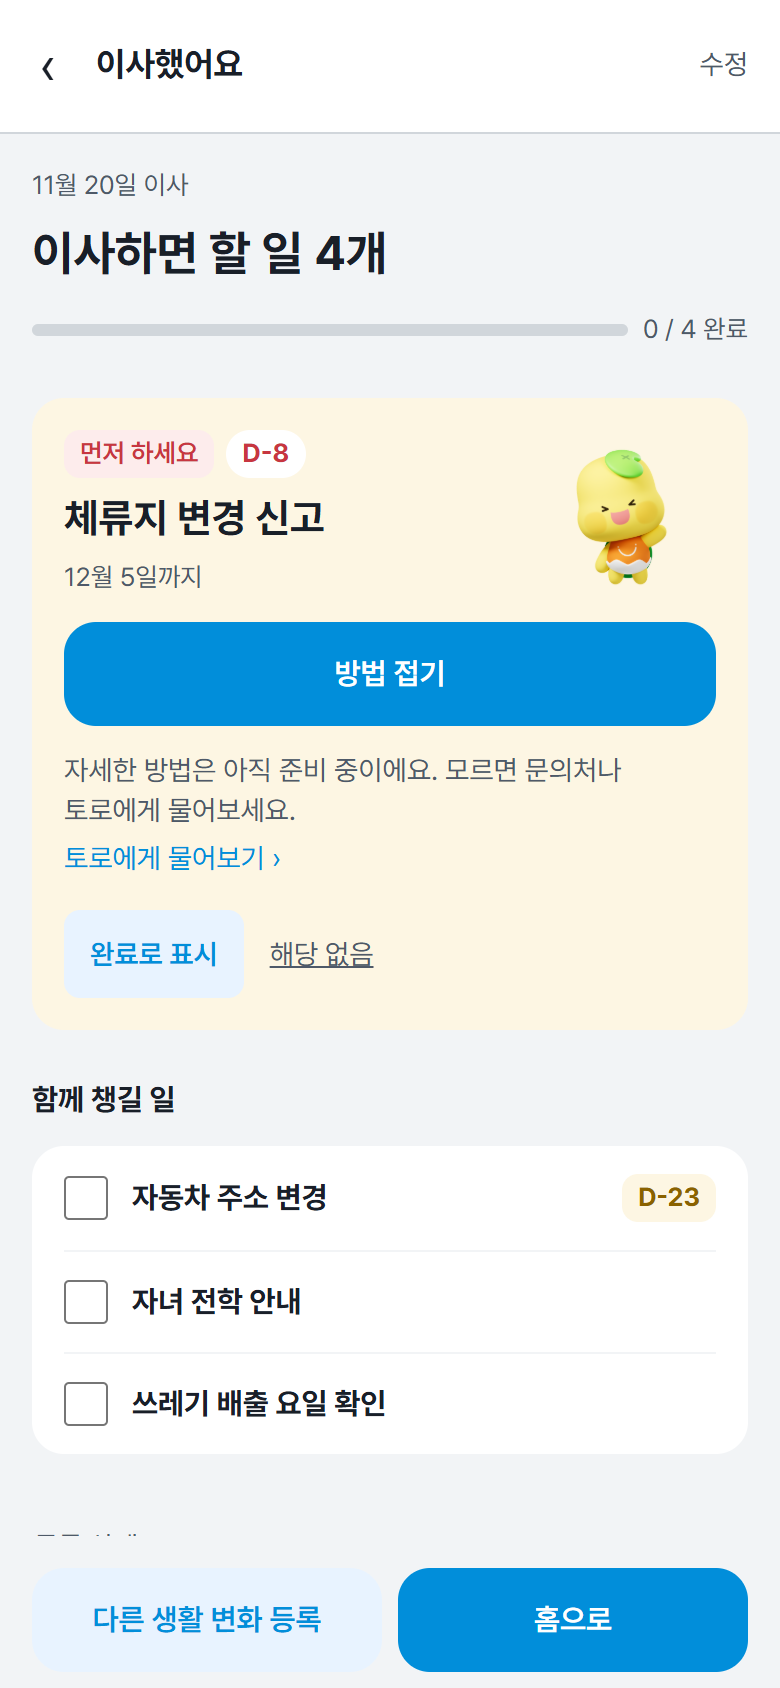 ‹ 이사했어요 수정
11월 20일 이사
이사하면 할 일 4개
0 / 4 완료
먼저 하세요 D-8
체류지 변경 신고
12월 5일까지
방법 접기
자세한 방법은 아직 준비 중이에요. 모르면 문의처나
토로에게 물어보세요.
토로에게 물어보기 ›
완료로 표시 해당 없음
함께 챙길 일
자동차 주소 변경 D-23
자녀 전학 안내
쓰레기 배출 요일 확인
다른 생활 변화 등록 홈으로